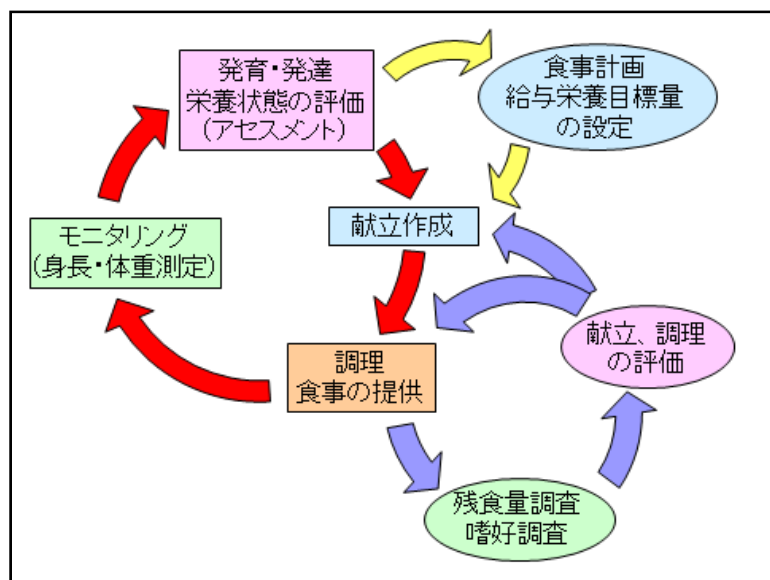 発育・発達
栄養状態の評価
(アセスメント)
食事計画
給与栄養目標量
の設定
献立作成
モニタリング
(身長・体重測定)
調理
食事の提供
献立、調理
の評価
残食量調査
嗜好調査